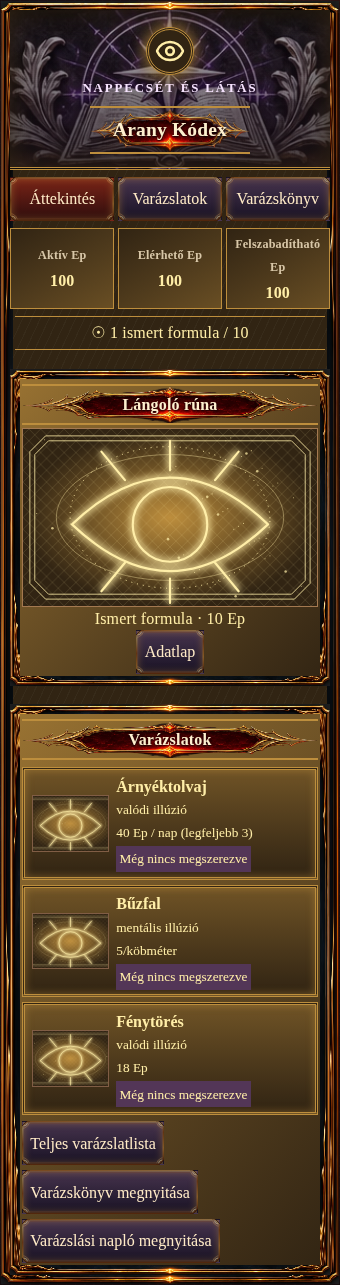 NAPPECSÉT ÉS LÁTÁS
Arany Kódex
Áttekintés
Varázslatok
Varázskönyv
Aktív Ep
100
Elérhető Ep
100
Felszabadítható
Ep
100
☉ 1 ismert formula / 10
Lángoló rúna
Ismert formula · 10 Ep
Adatlap
Varázslatok
Árnyéktolvaj
valódi illúzió
40 Ep / nap (legfeljebb 3)
Még nincs megszerezve
Bűzfal
mentális illúzió
5/köbméter
Még nincs megszerezve
Fénytörés
valódi illúzió
18 Ep
Még nincs megszerezve
Teljes varázslatlista
Varázskönyv megnyitása
Varázslási napló megnyitása